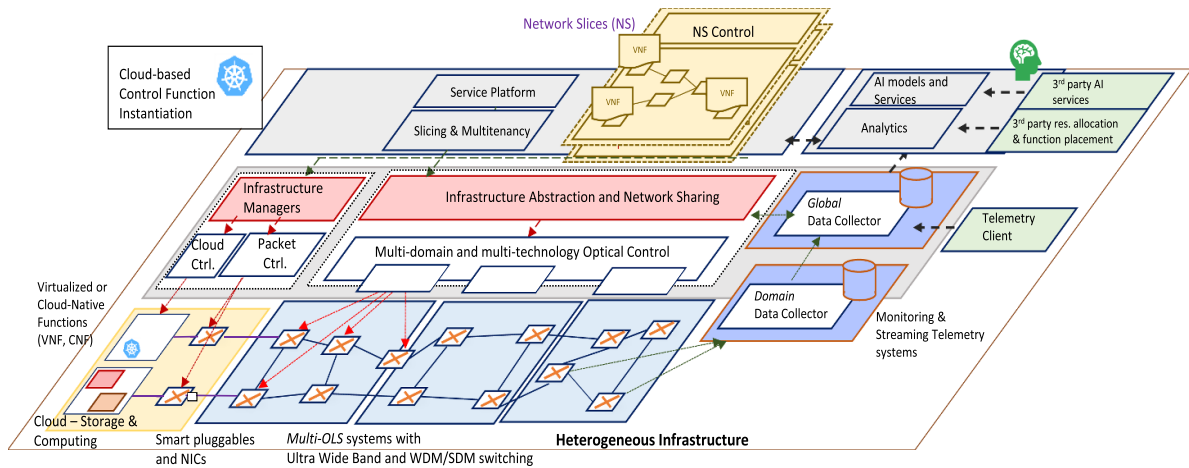 Network Slices (NS)
NS Control
VNF
VNF
VNF
Cloud-based
Control Function
Instantiation
Service Platform
Slicing & Multitenancy
AI models and
Services
Analytics
3rd party AI
services
3rd party res. allocation
& function placement
Infrastructure
Managers
Infrastructure Abstraction and Network Sharing
Global
Data Collector
Telemetry
Client
Cloud
Ctrl.
Packet
Ctrl.
Multi-domain and multi-technology Optical Control
Domain
Data Collector
Monitoring &
Streaming Telemetry
systems
Virtualized or
Cloud-Native
Functions
(VNF, CNF)
Cloud – Storage &
Computing
Smart pluggables
and NICs
Multi-OLS systems with
Ultra Wide Band and WDM/SDM switching
Heterogeneous Infrastructure